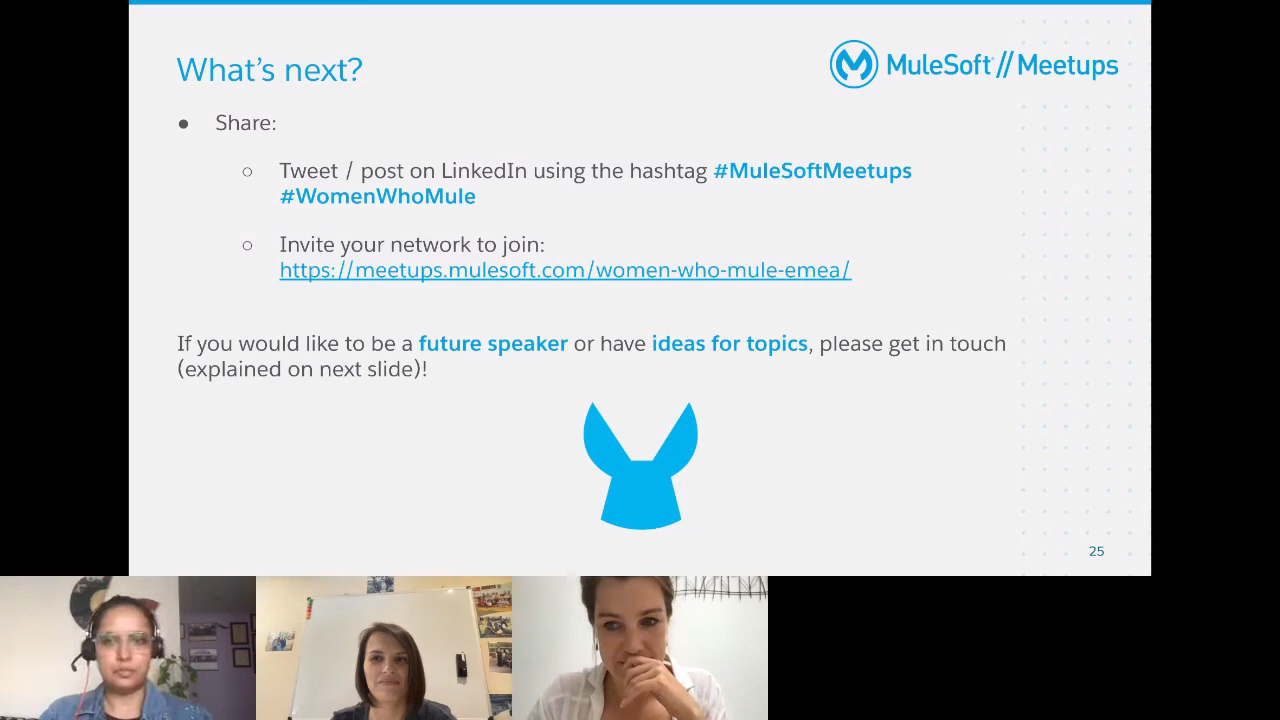 What's next?
MuleSoft // Meetups
● Share:
○ Tweet / post on LinkedIn using the hashtag #MuleSoftMeetups
#WomenWhoMule
○ Invite your network to join:
https://meetups.mulesoft.com/women-who-mule-emea/
If you would like to be a future speaker or have ideas for topics, please get in touch
(explained on next slide)!
25